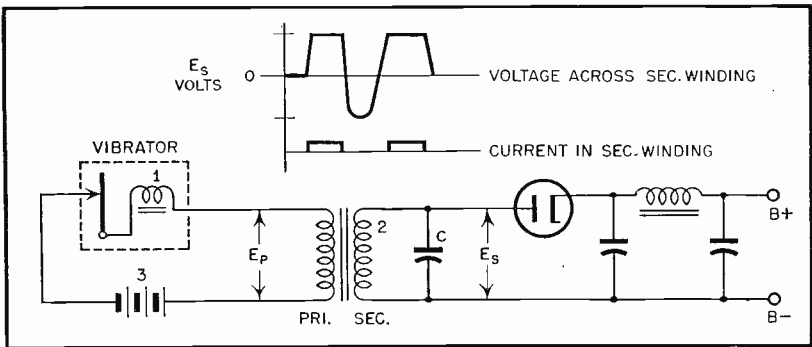 E_S
VOLTS
0
VOLTAGE ACROSS SEC. WINDING
CURRENT IN SEC. WINDING
VIBRATOR
1
2
C
E_P
E_S
3
PRI. SEC.
B+
B−